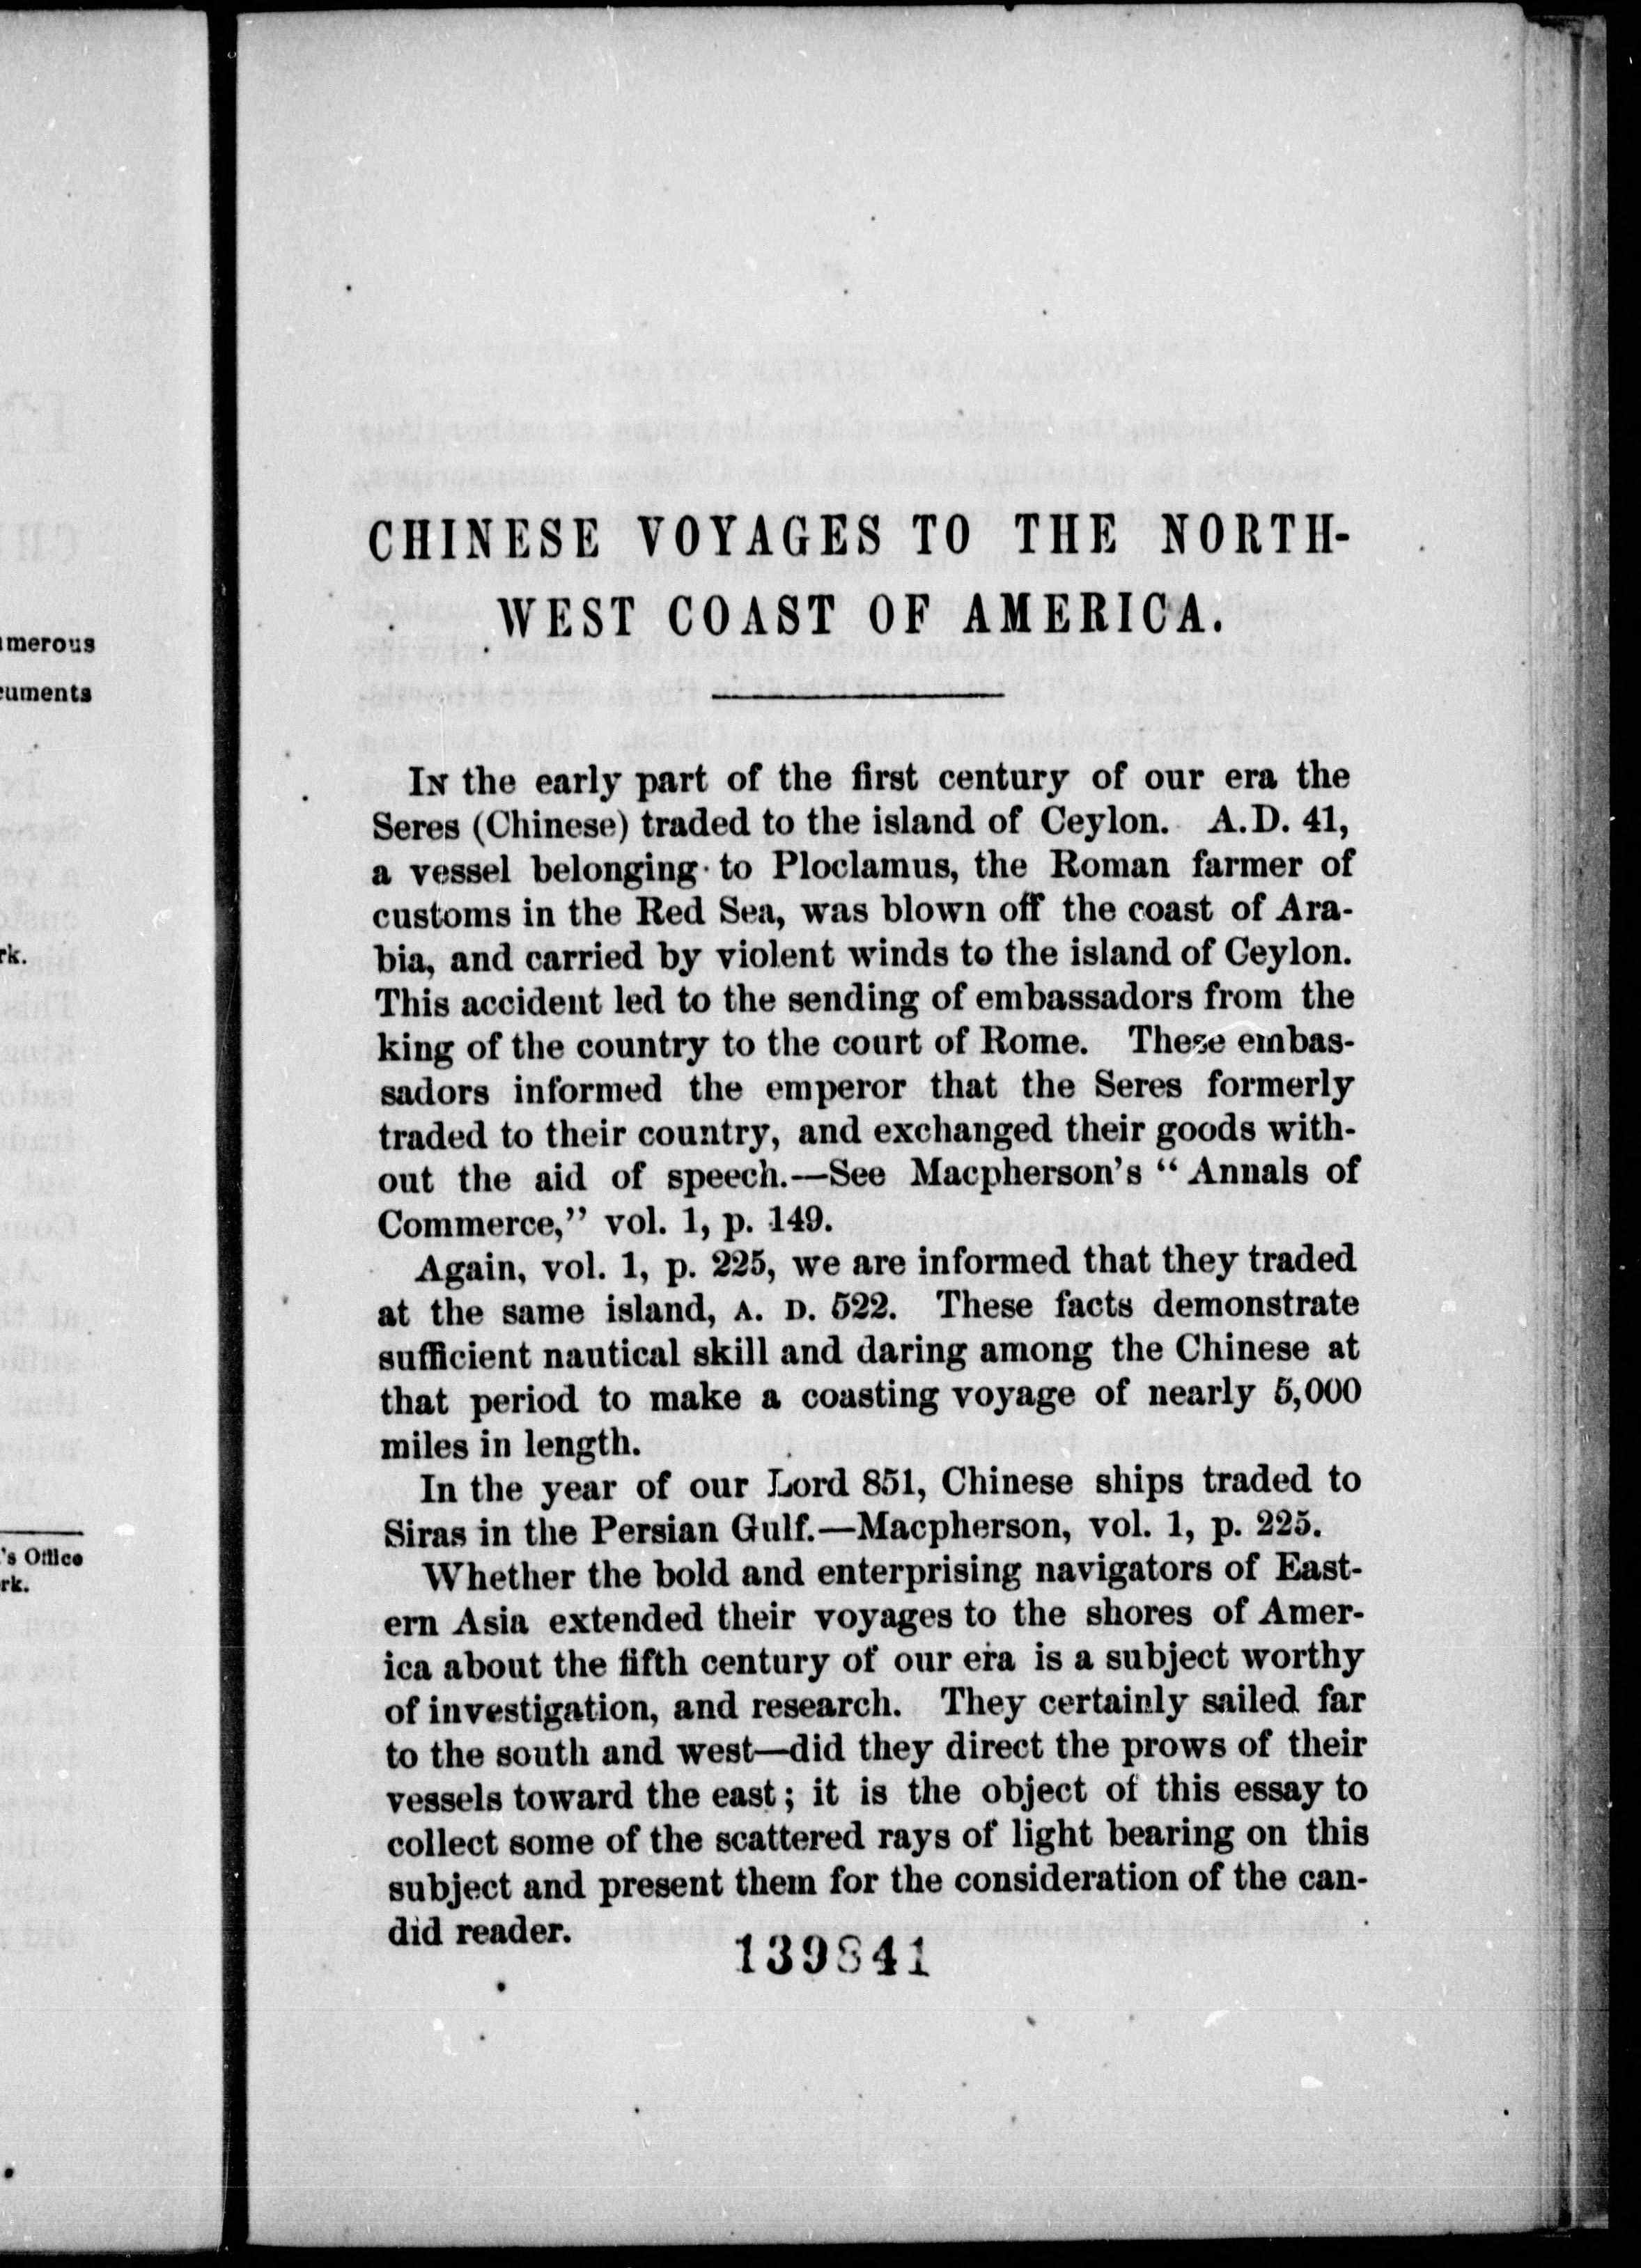 merous
uments
rk.
's Office
rk.
CHINESE VOYAGES TO THE NORTH-
WEST COAST OF AMERICA.
IN the early part of the first century of our era the
Seres (Chinese) traded to the island of Ceylon. A.D. 41,
a vessel belonging to Ploclamus, the Roman farmer of
customs in the Red Sea, was blown off the coast of Ara-
bia, and carried by violent winds to the island of Ceylon.
This accident led to the sending of embassadors from the
king of the country to the court of Rome. These embas-
sadors informed the emperor that the Seres formerly
traded to their country, and exchanged their goods with-
out the aid of speech.—See Macpherson's “ Annals of
Commerce,” vol. 1, p. 149.
Again, vol. 1, p. 225, we are informed that they traded
at the same island, A. D. 522. These facts demonstrate
sufficient nautical skill and daring among the Chinese at
that period to make a coasting voyage of nearly 5,000
miles in length.
In the year of our Lord 851, Chinese ships traded to
Siras in the Persian Gulf.—Macpherson, vol. 1, p. 225.
Whether the bold and enterprising navigators of East-
ern Asia extended their voyages to the shores of Amer-
ica about the fifth century of our era is a subject worthy
of investigation, and research. They certainly sailed far
to the south and west—did they direct the prows of their
vessels toward the east; it is the object of this essay to
collect some of the scattered rays of light bearing on this
subject and present them for the consideration of the can-
did reader.
139841